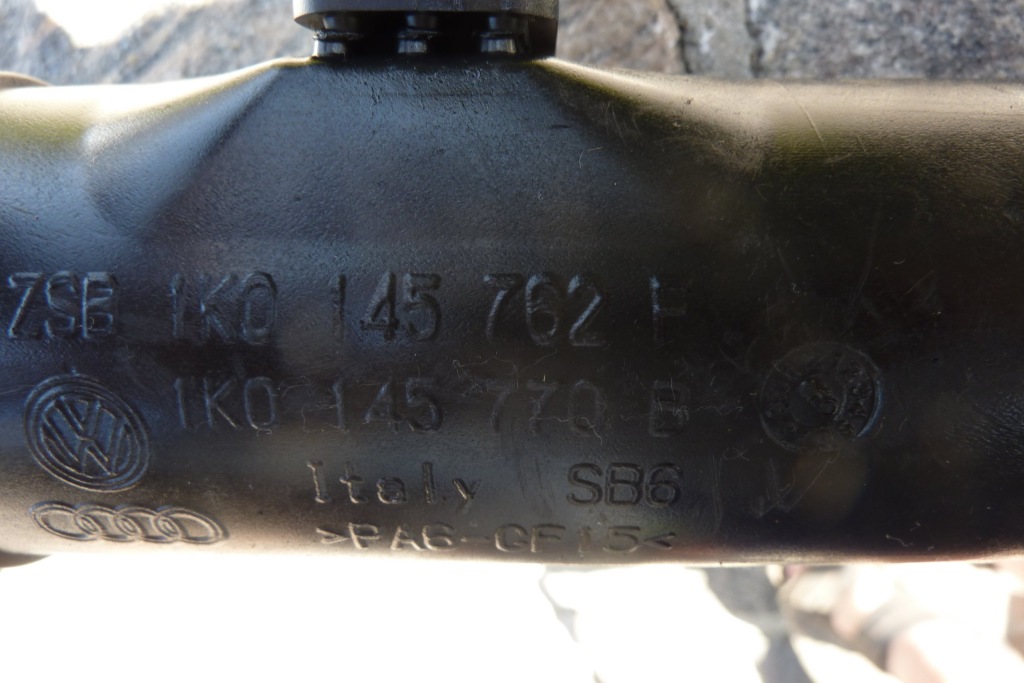 ZSB 1K0 145 762 F
1K0 145 770 B
Italy SB6
>PA6-GF15<